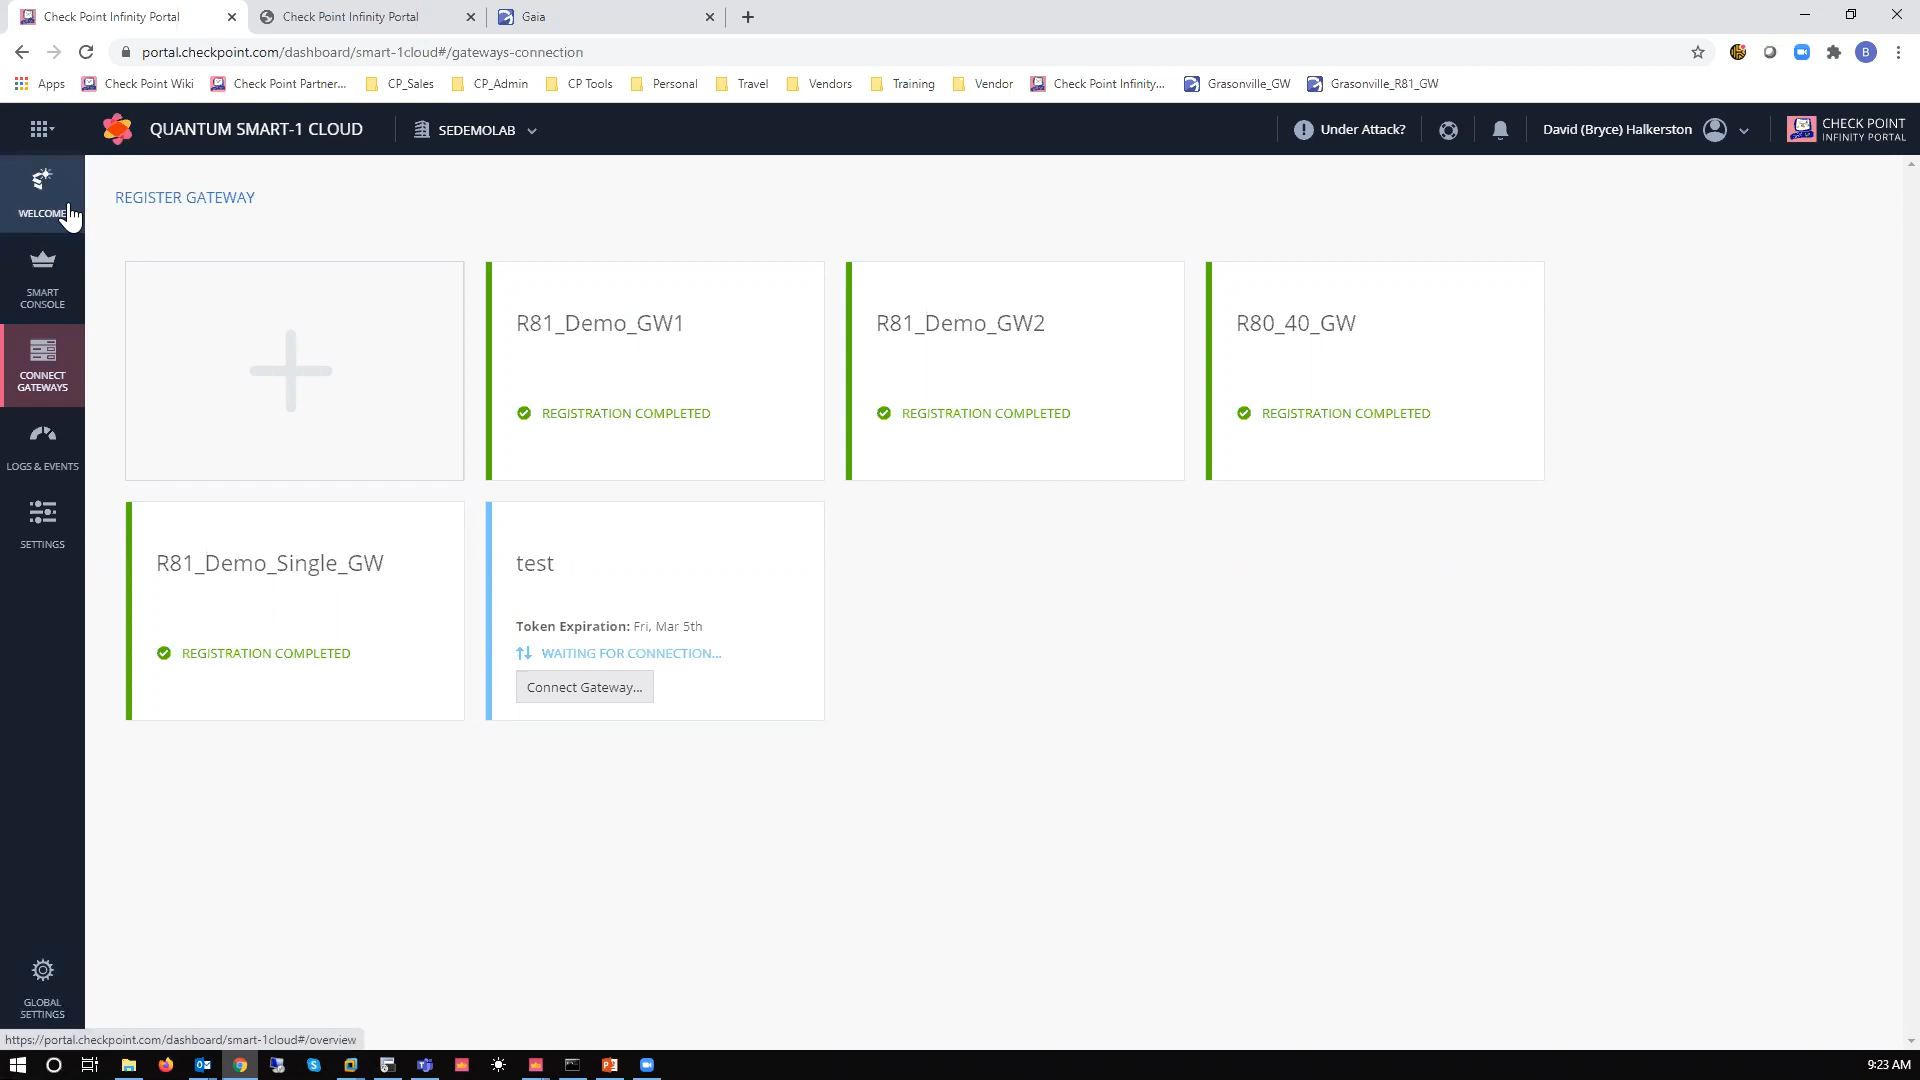 Check Point Infinity Portal
Check Point Infinity Portal
Gaia
portal.checkpoint.com/dashboard/smart-1cloud#/gateways-connection
B
Apps
Check Point Wiki
Check Point Partner...
CP_Sales
CP_Admin
CP Tools
Personal
Travel
Vendors
Training
Vendor
Check Point Infinity...
Grasonville_GW
Grasonville_R81_GW
QUANTUM SMART-1 CLOUD
SEDEMOLAB
Under Attack?
David (Bryce) Halkerston
CHECK POINT
INFINITY PORTAL
WELCOME
SMART
CONSOLE
CONNECT
GATEWAYS
LOGS & EVENTS
SETTINGS
GLOBAL
SETTINGS
REGISTER GATEWAY
R81_Demo_GW1
REGISTRATION COMPLETED
R81_Demo_GW2
REGISTRATION COMPLETED
R80_40_GW
REGISTRATION COMPLETED
R81_Demo_Single_GW
REGISTRATION COMPLETED
test
Token Expiration: Fri, Mar 5th
WAITING FOR CONNECTION...
Connect Gateway...
https://portal.checkpoint.com/dashboard/smart-1cloud#/overview
9:23 AM